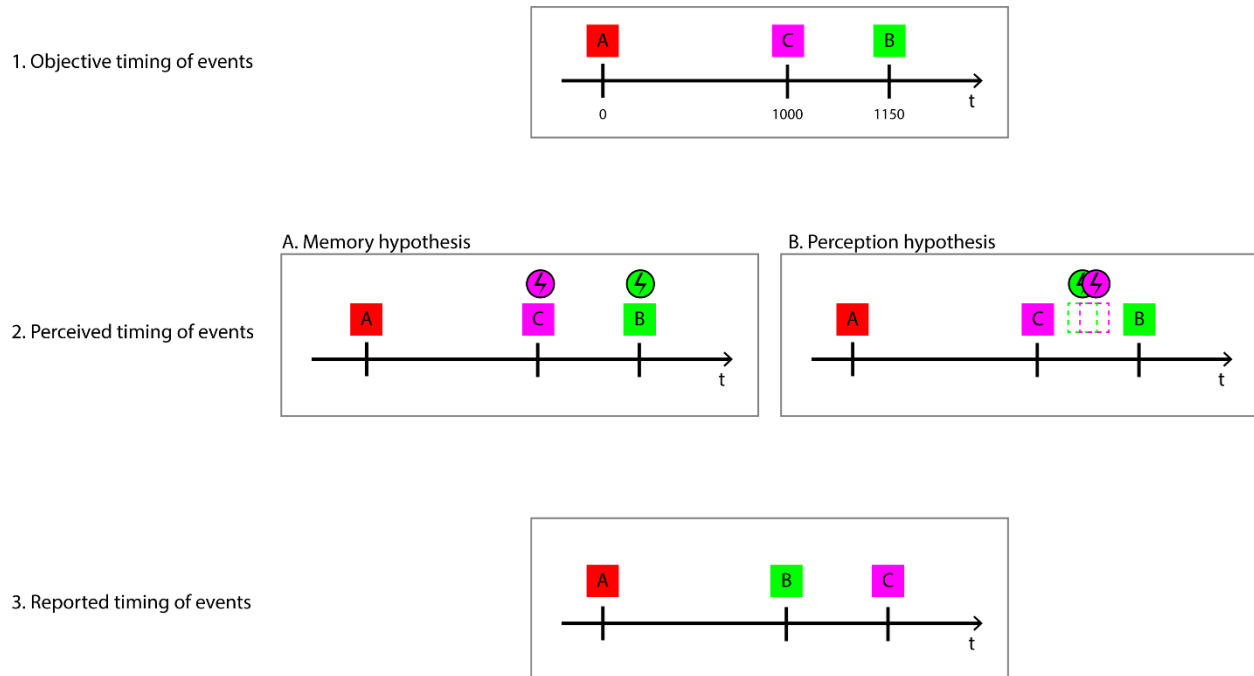 1. Objective timing of events
A C B
t
0 1000 1150
A. Memory hypothesis
B. Perception hypothesis
2. Perceived timing of events
A C B
t
A C B
t
3. Reported timing of events
A B C
t